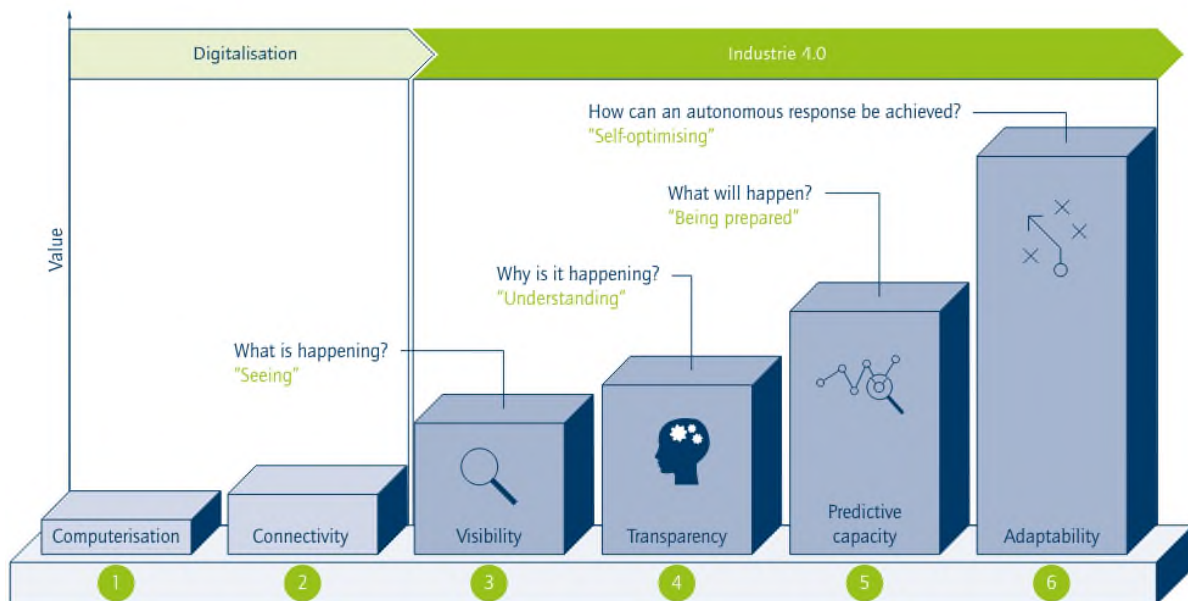 Digitalisation
Industrie 4.0
Value
How can an autonomous response be achieved?
"Self-optimising"
What will happen?
"Being prepared"
Why is it happening?
"Understanding"
What is happening?
"Seeing"
Computerisation
Connectivity
Visibility
Transparency
Predictive
capacity
Adaptability
1
2
3
4
5
6